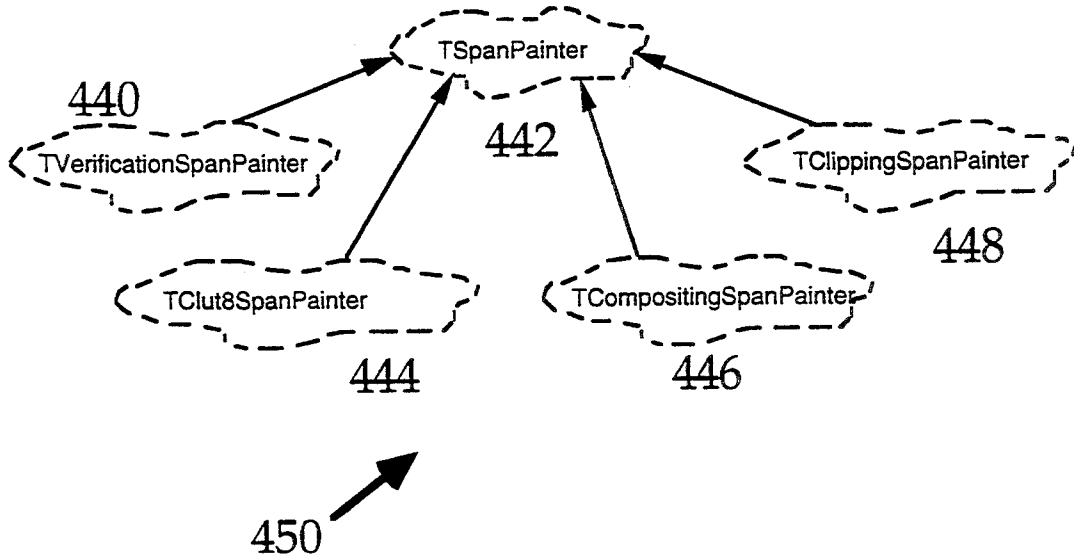 TSpanPainter
440
442
TVerificationSpanPainter
TClippingSpanPainter
448
TClut8SpanPainter
TCompositingSpanPainter
444
446
450